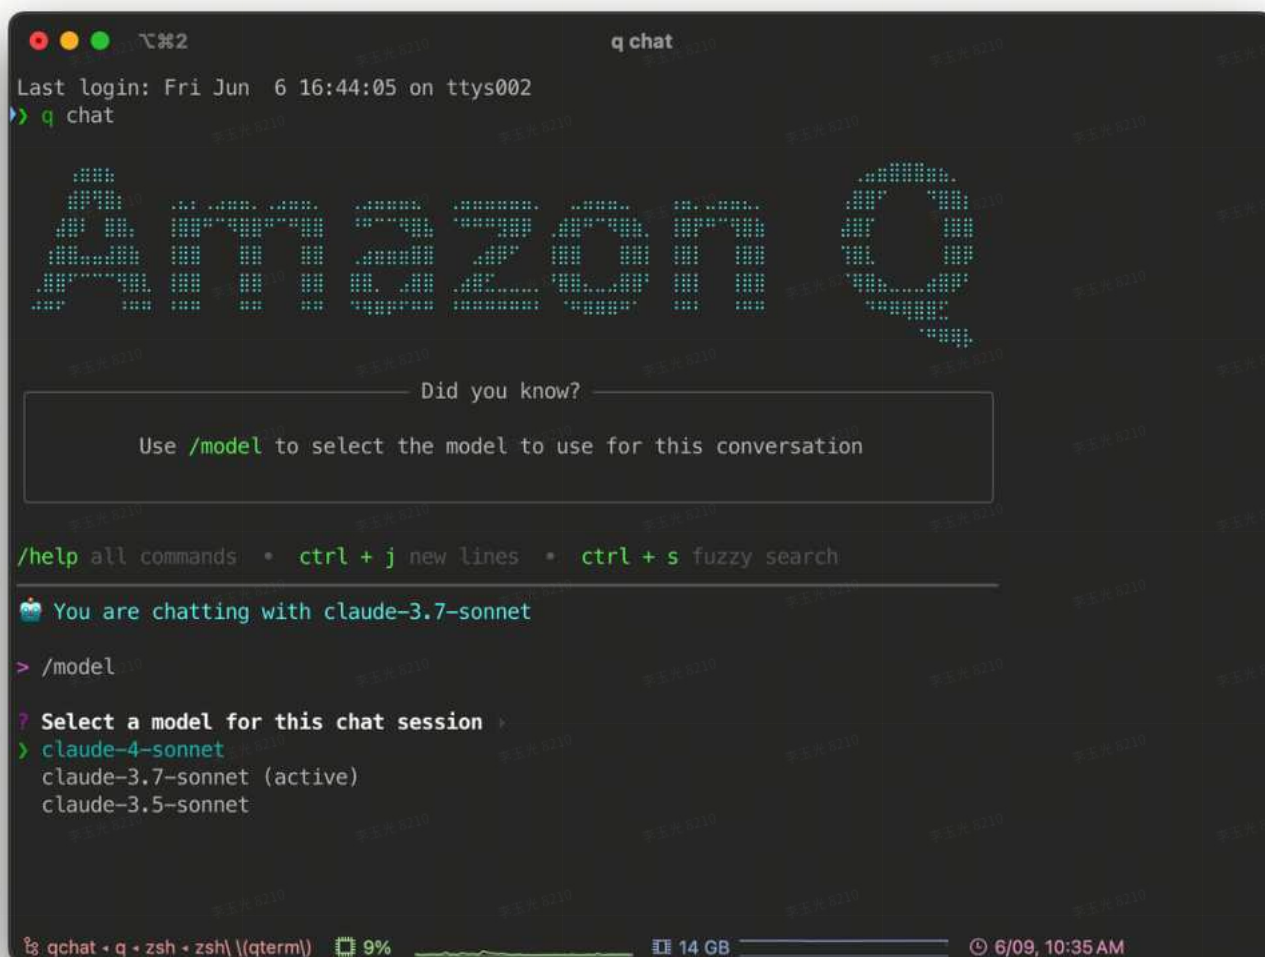 ⌥⌘2
q chat
Last login: Fri Jun  6 16:44:05 on ttys002
❯ q chat
Amazon Q
Did you know?
Use /model to select the model to use for this conversation
/help all commands  •  ctrl + j new lines  •  ctrl + s fuzzy search
You are chatting with claude-3.7-sonnet
> /model
? Select a model for this chat session ›
❯ claude-4-sonnet
claude-3.7-sonnet (active)
claude-3.5-sonnet
qchat ◂ q ◂ zsh ◂ zsh\ \(qterm\) 9% 14 GB 6/09, 10:35 AM
李玉光 8210